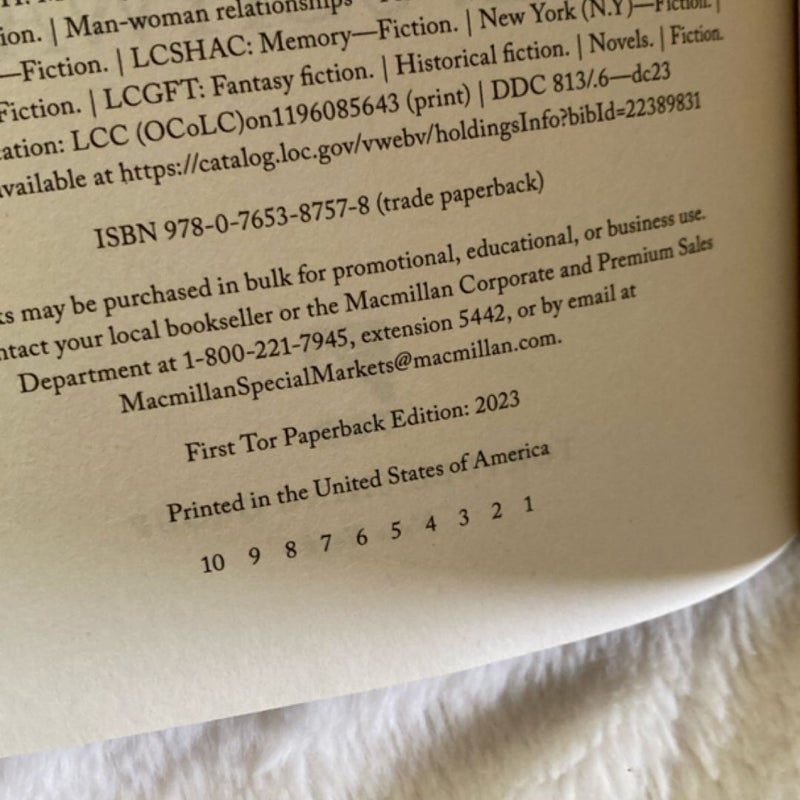 ion. | Man-woman relationships
—Fiction. | LCSHAC: Memory—Fiction. | New York (N.Y)—Fiction. |
Fiction. | LCGFT: Fantasy fiction. | Historical fiction. | Novels. | Fiction.
ation: LCC (OCoLC)on1196085643 (print) | DDC 813/.6—dc23
vailable at https://catalog.loc.gov/vwebv/holdingsInfo?bibId=22389831
ISBN 978-0-7653-8757-8 (trade paperback)
ks may be purchased in bulk for promotional, educational, or business use.
ntact your local bookseller or the Macmillan Corporate and Premium Sales
Department at 1-800-221-7945, extension 5442, or by email at
MacmillanSpecialMarkets@macmillan.com.
First Tor Paperback Edition: 2023
Printed in the United States of America
10 9 8 7 6 5 4 3 2 1